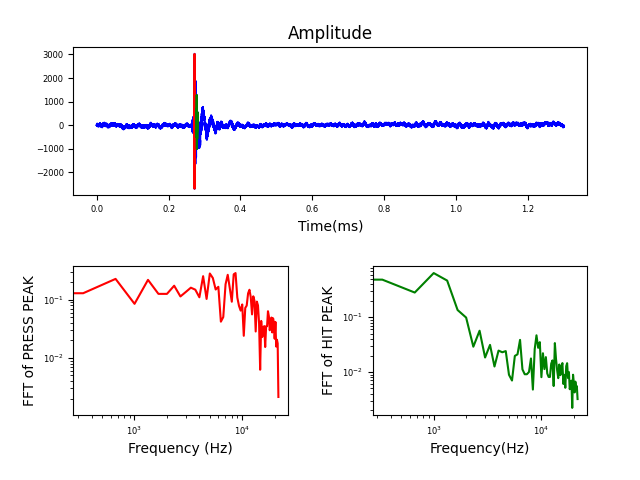 Amplitude
3000
2000
1000
0
−1000
−2000
0.0 0.2 0.4 0.6 0.8 1.0 1.2
Time(ms)
FFT of PRESS PEAK
10⁻¹
10⁻²
10³ 10⁴
Frequency (Hz)
FFT of HIT PEAK
10⁻¹
10⁻²
10³ 10⁴
Frequency(Hz)